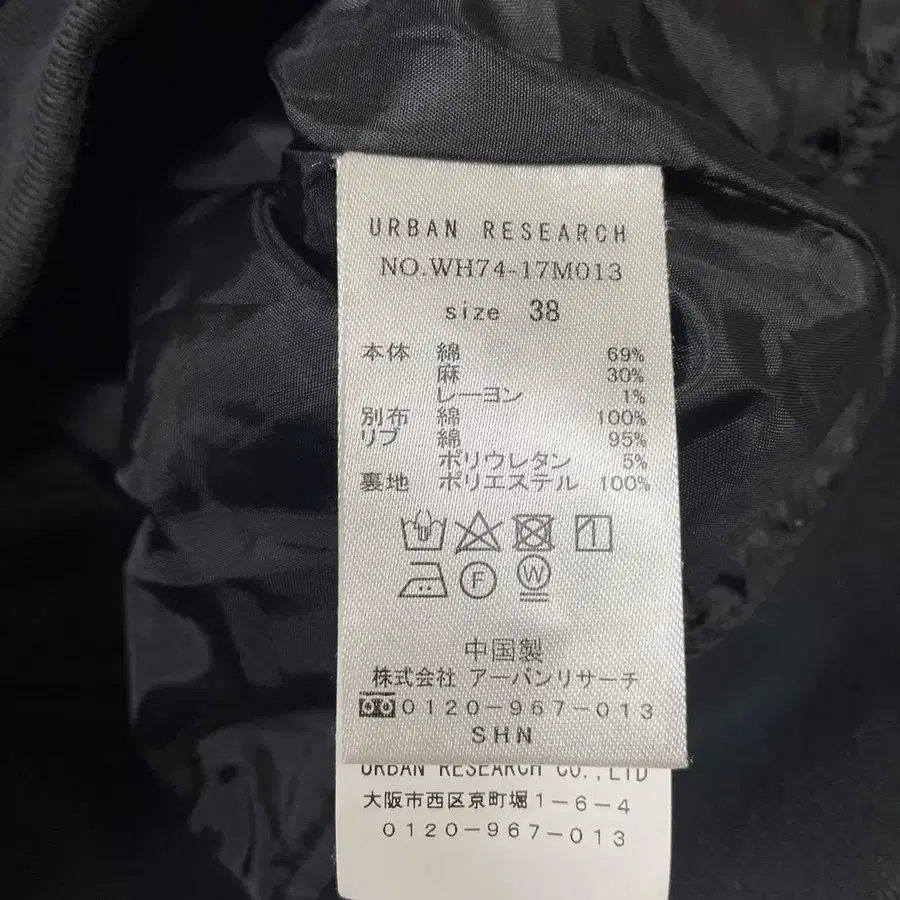 URBAN RESEARCH
NO.WH74-17M013
size 38
本体 綿 69%
麻 30%
レーヨン 1%
別布 綿 100%
リブ 綿 95%
ポリウレタン 5%
裏地 ポリエステル 100%
F W
中国製
株式会社 アーバンリサーチ
0120-967-013
SHN
URBAN RESEARCH CO.,LTD
大阪市西区京町堀1-6-4
0120-967-013